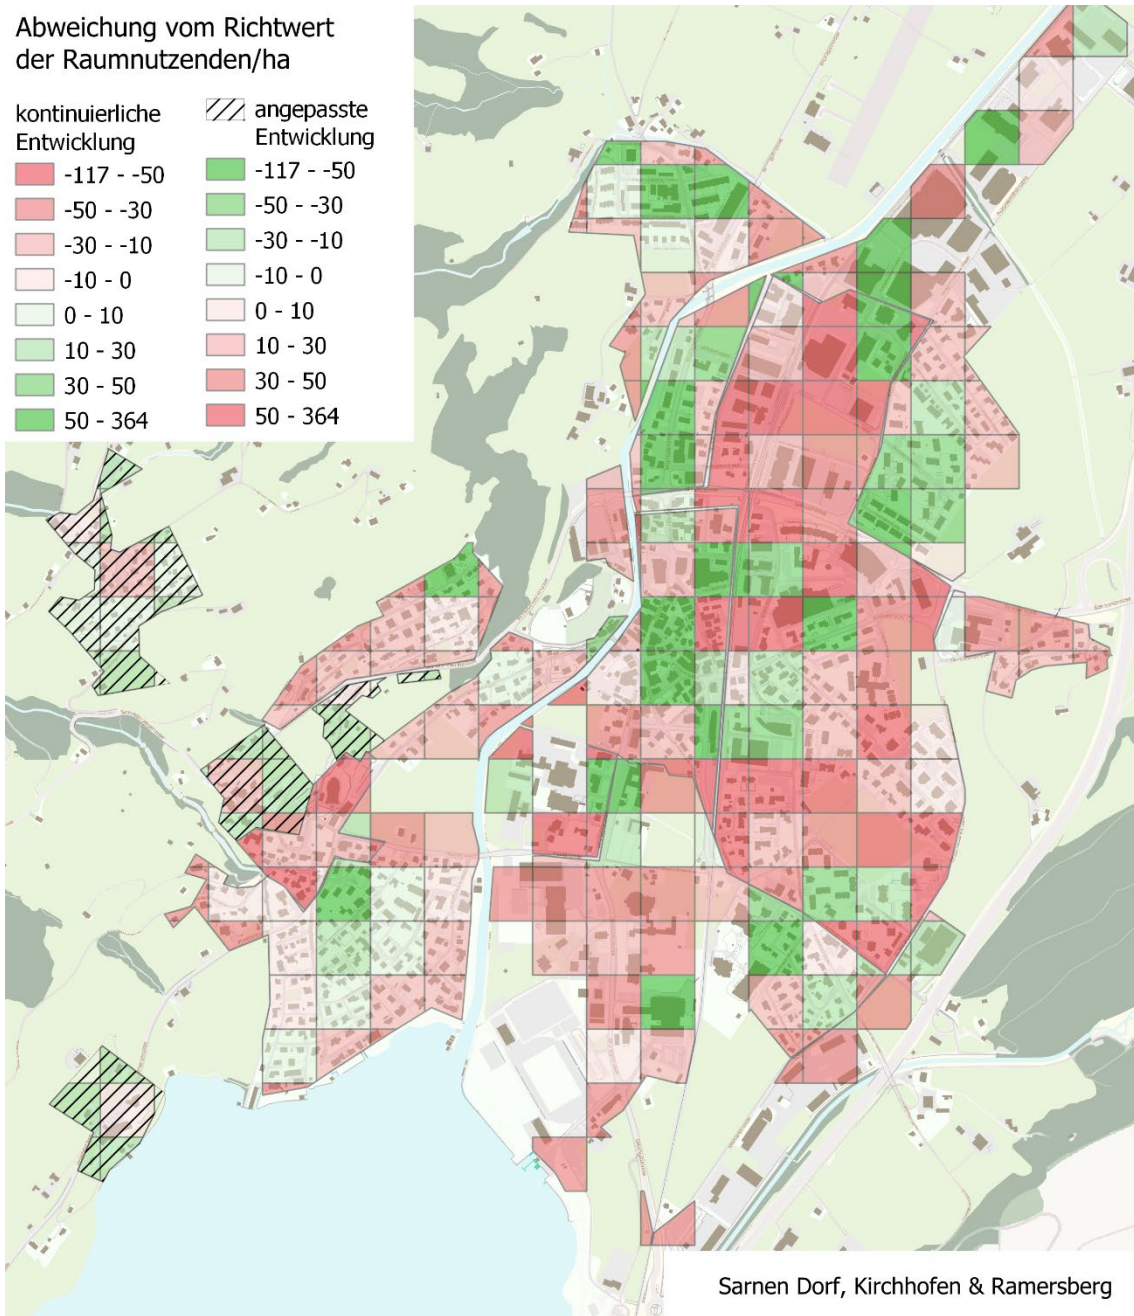 Abweichung vom Richtwert
der Raumnutzenden/ha
kontinuierliche
Entwicklung
-117 - -50
-50 - -30
-30 - -10
-10 - 0
0 - 10
10 - 30
30 - 50
50 - 364
angepasste
Entwicklung
-117 - -50
-50 - -30
-30 - -10
-10 - 0
0 - 10
10 - 30
30 - 50
50 - 364
Sarnen Dorf, Kirchhofen & Ramersberg